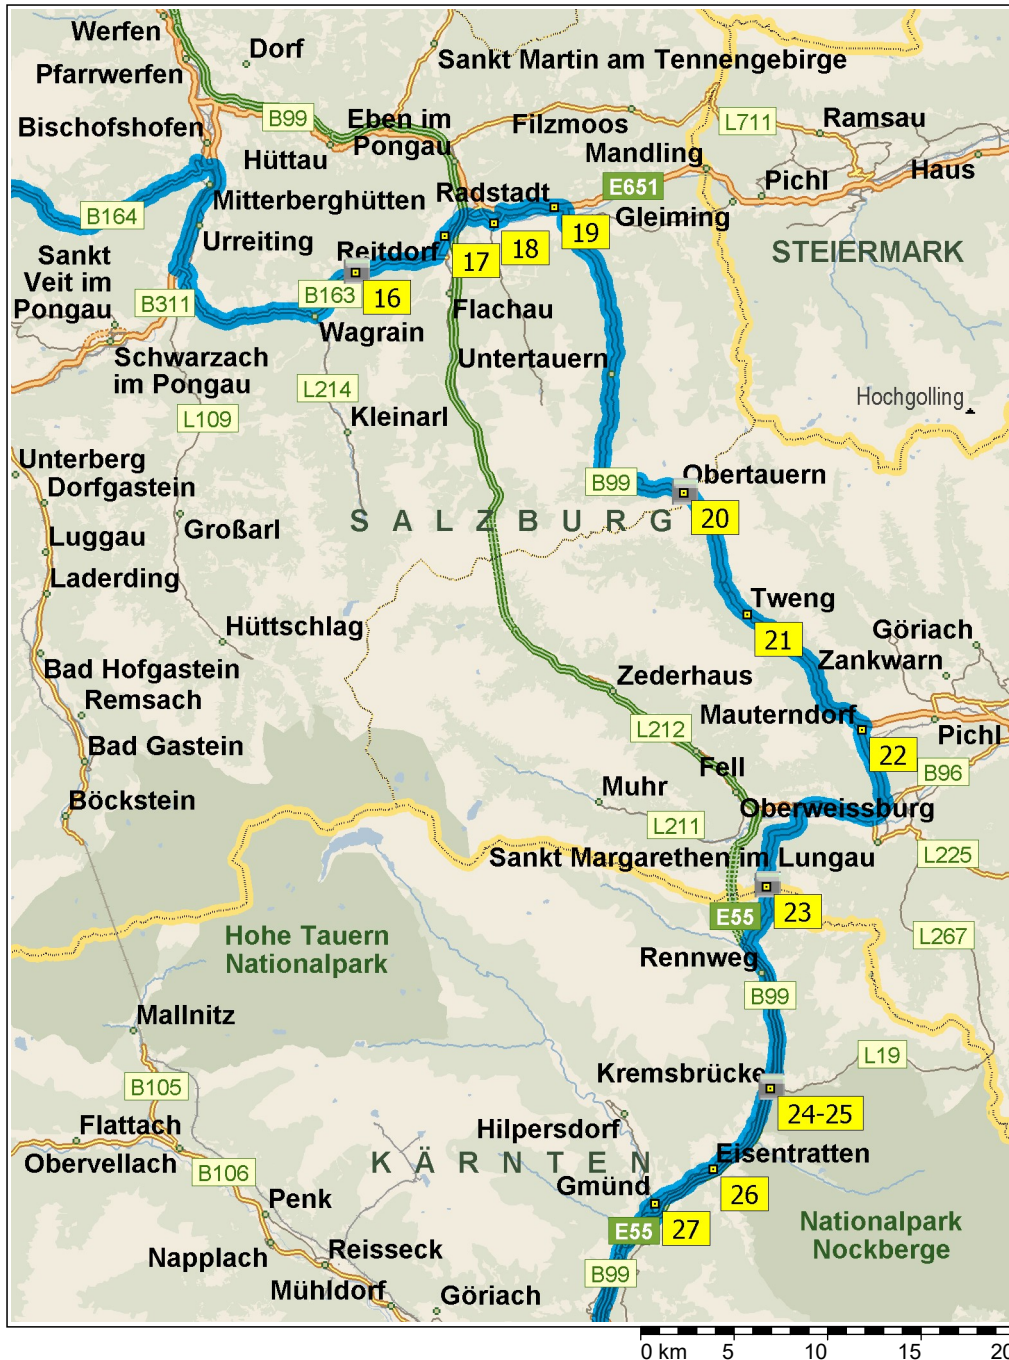 Werfen
Dorf
Sankt Martin am Tennengebirge
Pfarrwerfen
B99
Eben im
Pongau
Filzmoos
L711
Ramsau
Bischofshofen
Hüttau
Mandling
Haus
Mitterberghütten
Radstadt
E651
Pichl
B164
Urreiting
Reitdorf
17
18
19
Gleiming
STEIERMARK
Sankt
Veit im
Pongau
B311
B163
16
Flachau
Wagrain
Schwarzach
im Pongau
Untertauern
L214
Hochgolling
L109
Kleinarl
Unterberg
Dorfgastein
B99
Obertauern
20
Großarl
SALZBURG
Luggau
Laderding
Tweng
21
Göriach
Hüttschlag
Zankwarn
Bad Hofgastein
Zederhaus
Remsach
Mauterndorf
L212
Pichl
22
Bad Gastein
Fell
B96
Muhr
Böckstein
Oberweissburg
L211
Sankt Margarethen im Lungau
L225
23
E55
L267
Hohe Tauern
Nationalpark
Rennweg
B99
Mallnitz
L19
Kremsbrücke
B105
24-25
Flattach
Hilpersdorf
Eisentratten
Obervellach
KÄRNTEN
B106
Gmünd
26
Penk
E55
27
Nationalpark
Nockberge
Napplach
Reisseck
B99
Mühldorf
Göriach
0 km 5 10 15 20